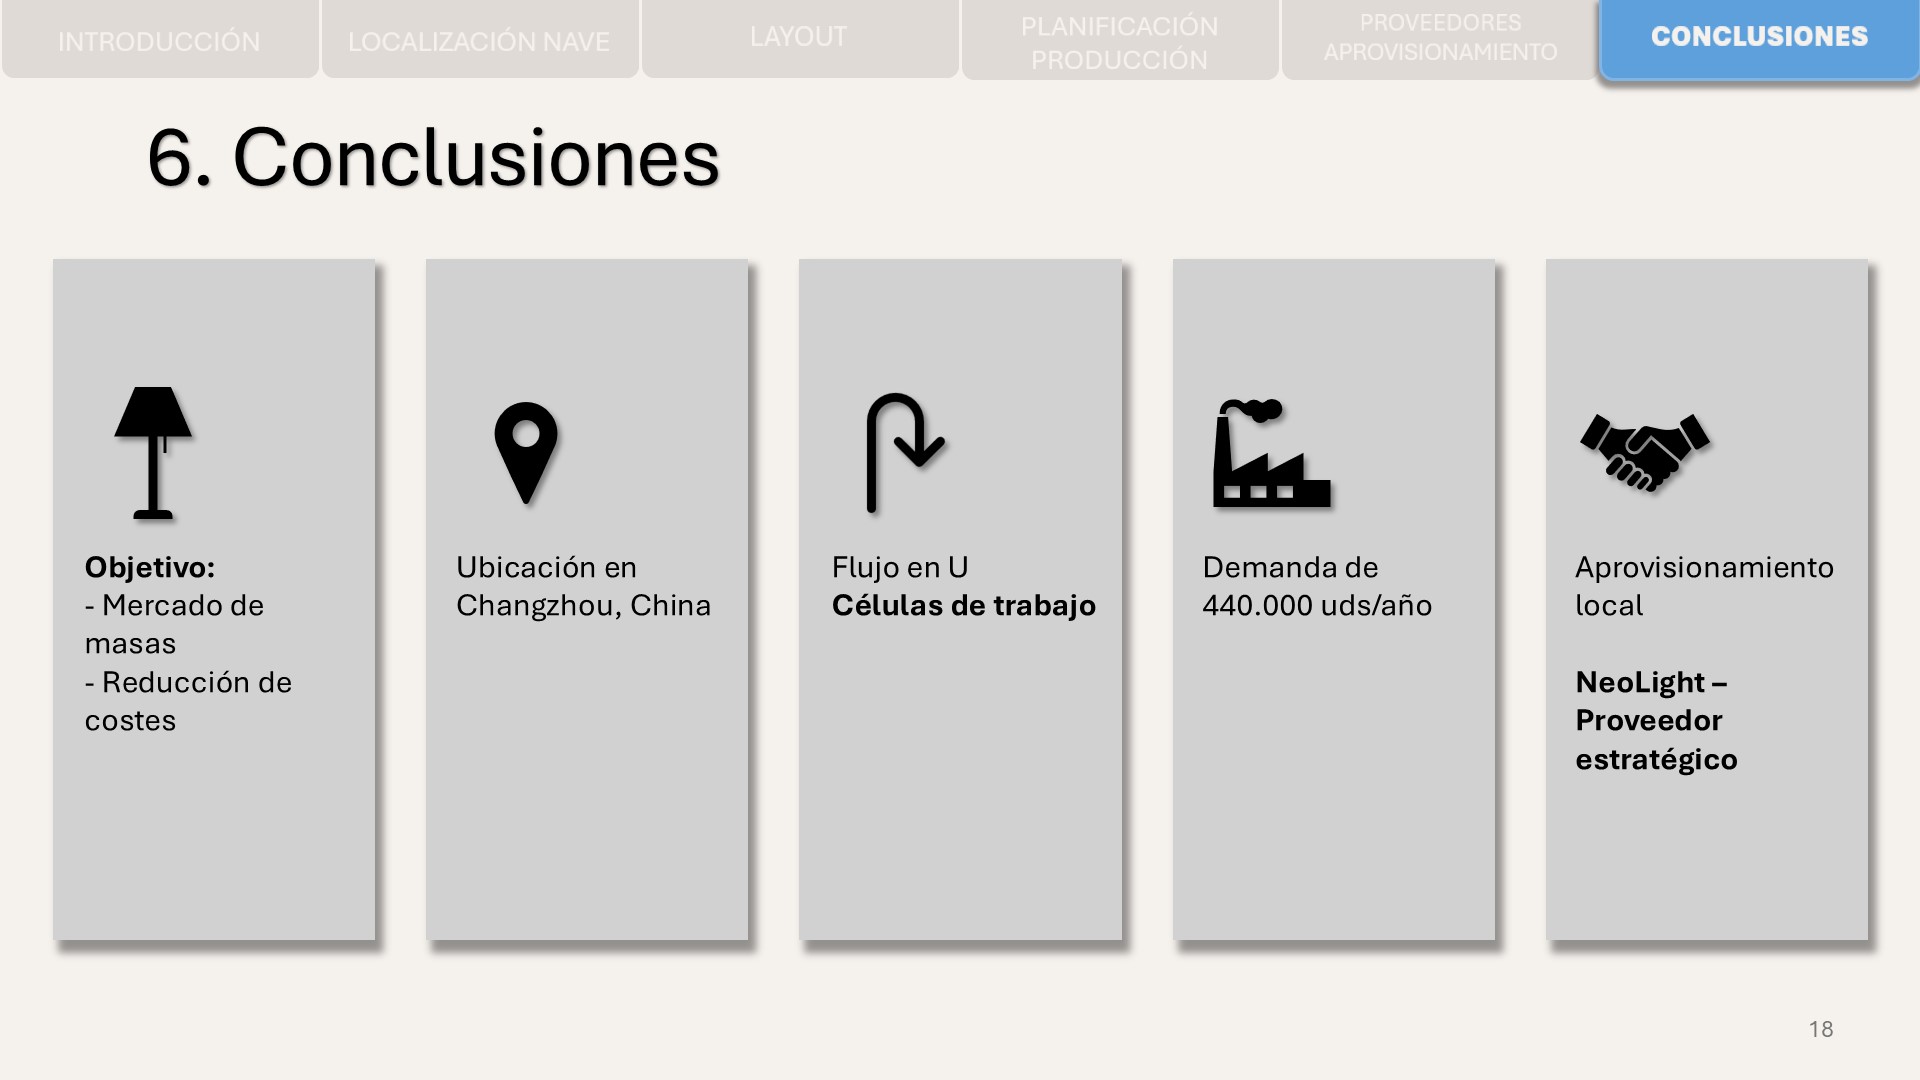 INTRODUCCIÓN
LOCALIZACIÓN NAVE
LAYOUT
PLANIFICACIÓN
PRODUCCIÓN
PROVEEDORES
APROVISIONAMIENTO
CONCLUSIONES
6. Conclusiones
Objetivo:
- Mercado de
masas
- Reducción de
costes
Ubicación en
Changzhou, China
Flujo en U
Células de trabajo
Demanda de
440.000 uds/año
Aprovisionamiento
local
NeoLight –
Proveedor
estratégico
18